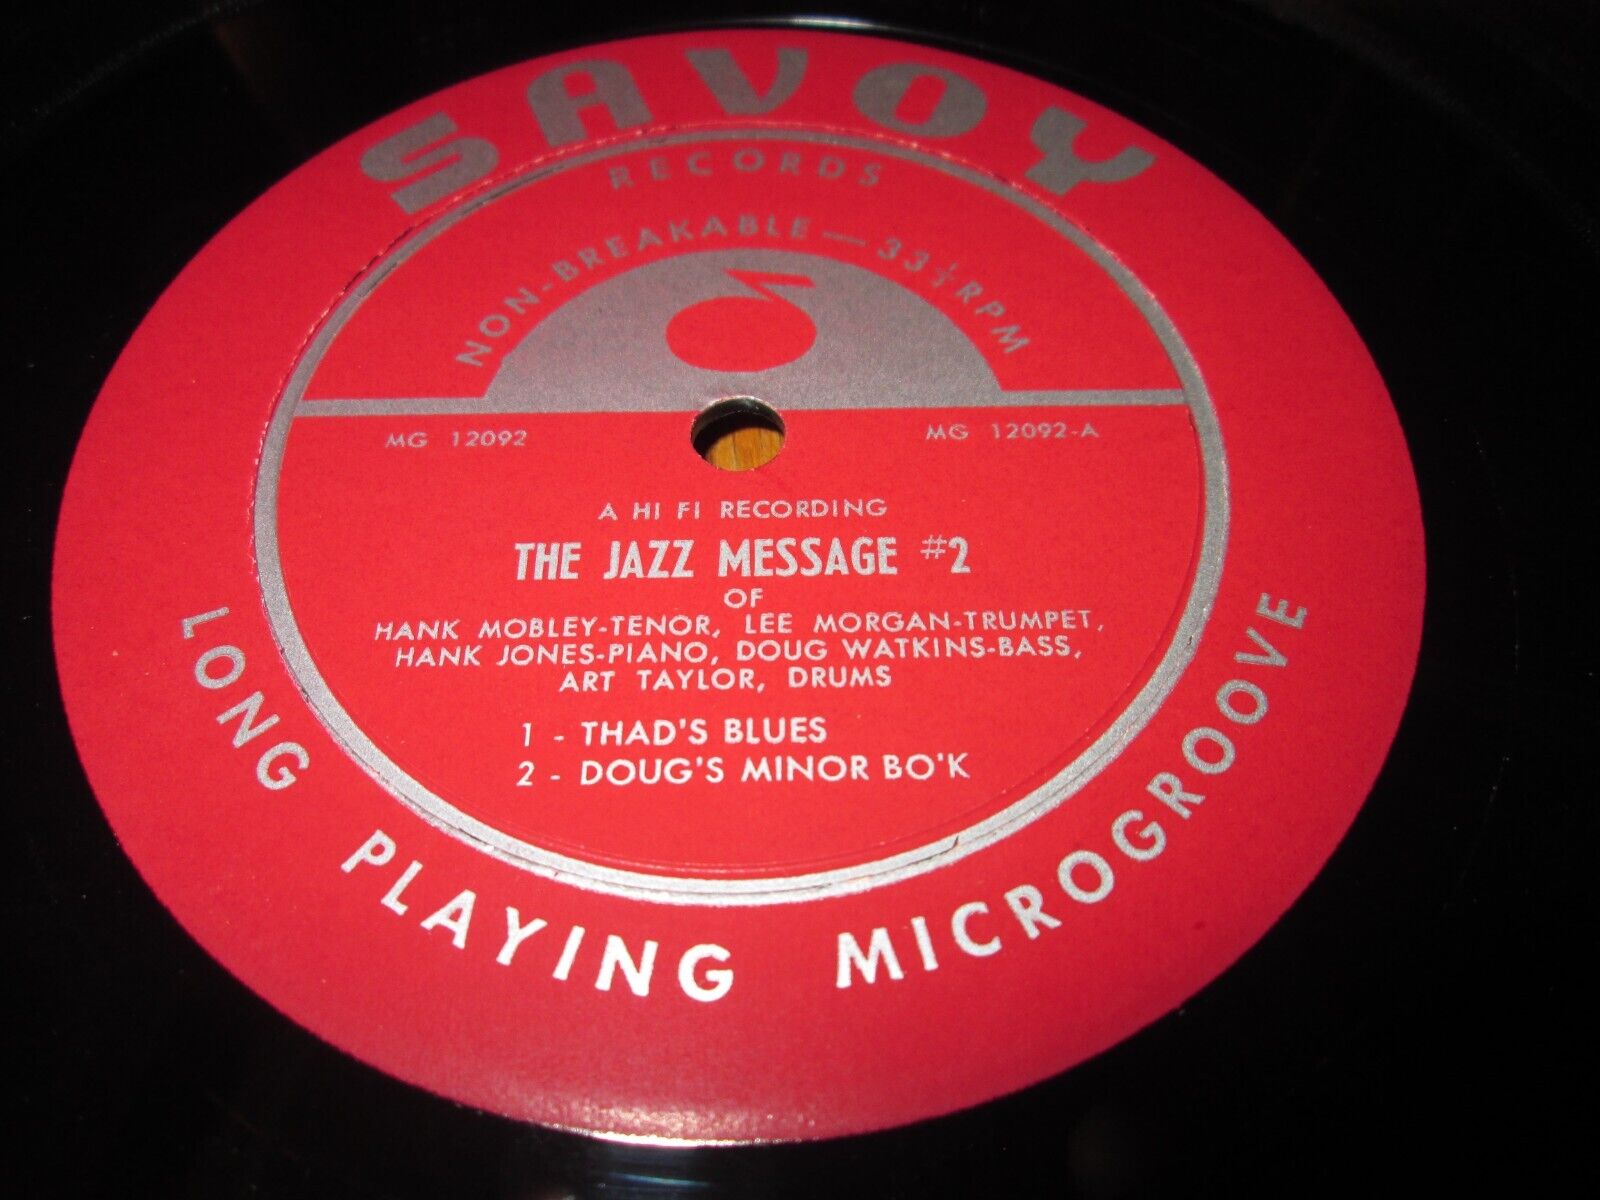 SAVOY
RECORDS
NON-BREAKABLE — 33⅓ RPM
MG 12092
MG 12092-A
A HI FI RECORDING
THE JAZZ MESSAGE #2
OF
HANK MOBLEY-TENOR, LEE MORGAN-TRUMPET,
HANK JONES-PIANO, DOUG WATKINS-BASS,
ART TAYLOR, DRUMS
1 - THAD'S BLUES
2 - DOUG'S MINOR BO'K
LONG PLAYING MICROGROOVE